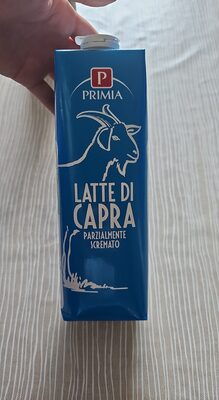 P
PRIMIA
LATTE DI
CAPRA
PARZIALMENTE
SCREMATO